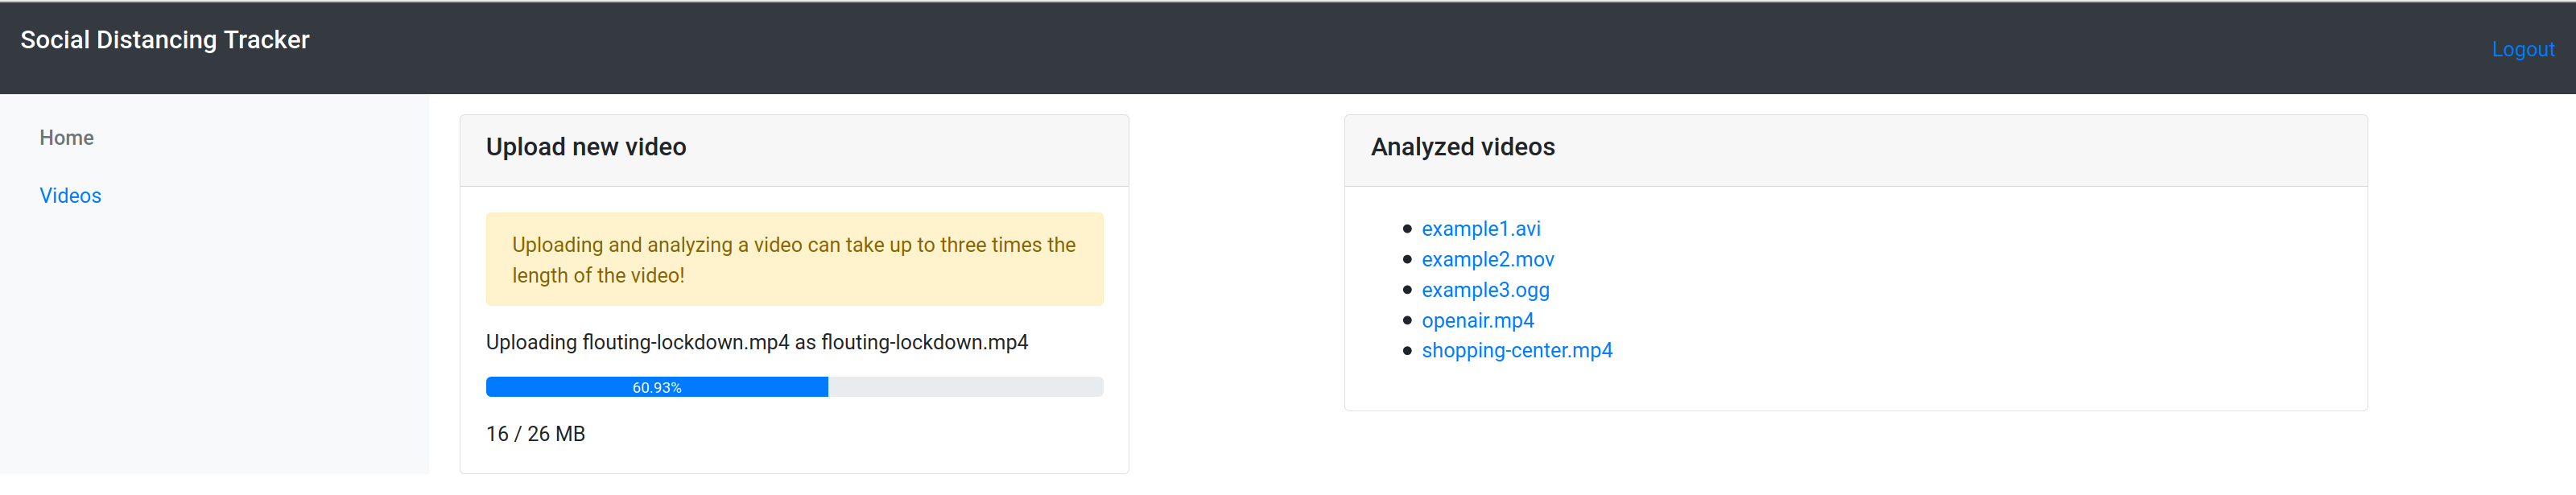 Social Distancing Tracker
Logout
Home
Videos
Upload new video
Uploading and analyzing a video can take up to three times the
length of the video!
Uploading flouting-lockdown.mp4 as flouting-lockdown.mp4
60.93%
16 / 26 MB
Analyzed videos
example1.avi
example2.mov
example3.ogg
openair.mp4
shopping-center.mp4